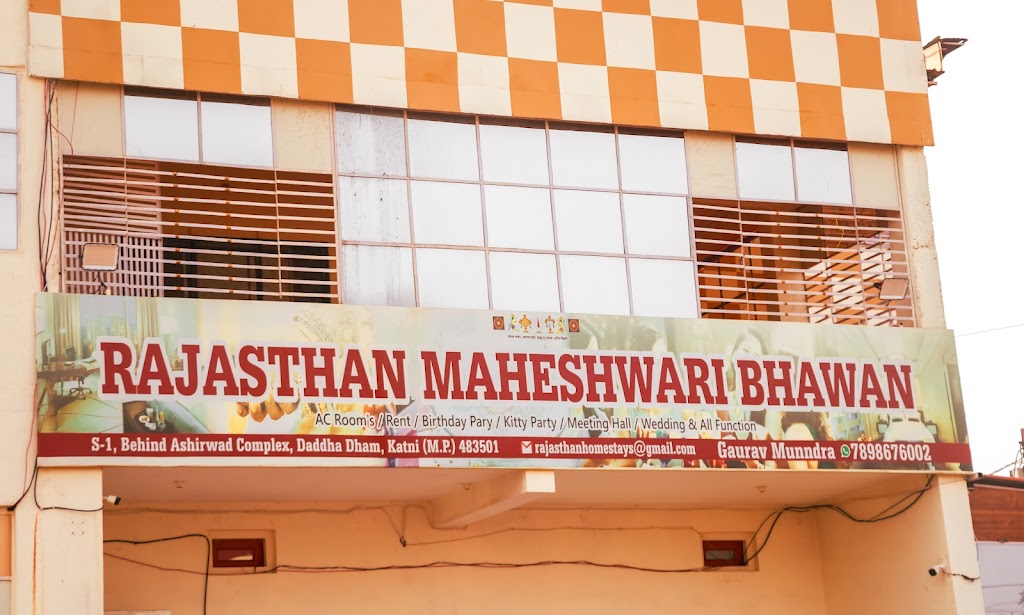 RAJASTHAN MAHESHWARI BHAWAN
AC Room's / Rent / Birthday Pary / Kitty Party / Meeting Hall / Wedding & All Function
S-1, Behind Ashirwad Complex, Daddha Dham, Katni (M.P.) 483501 rajasthanhomestays@gmail.com Gaurav Munndra 7898676002